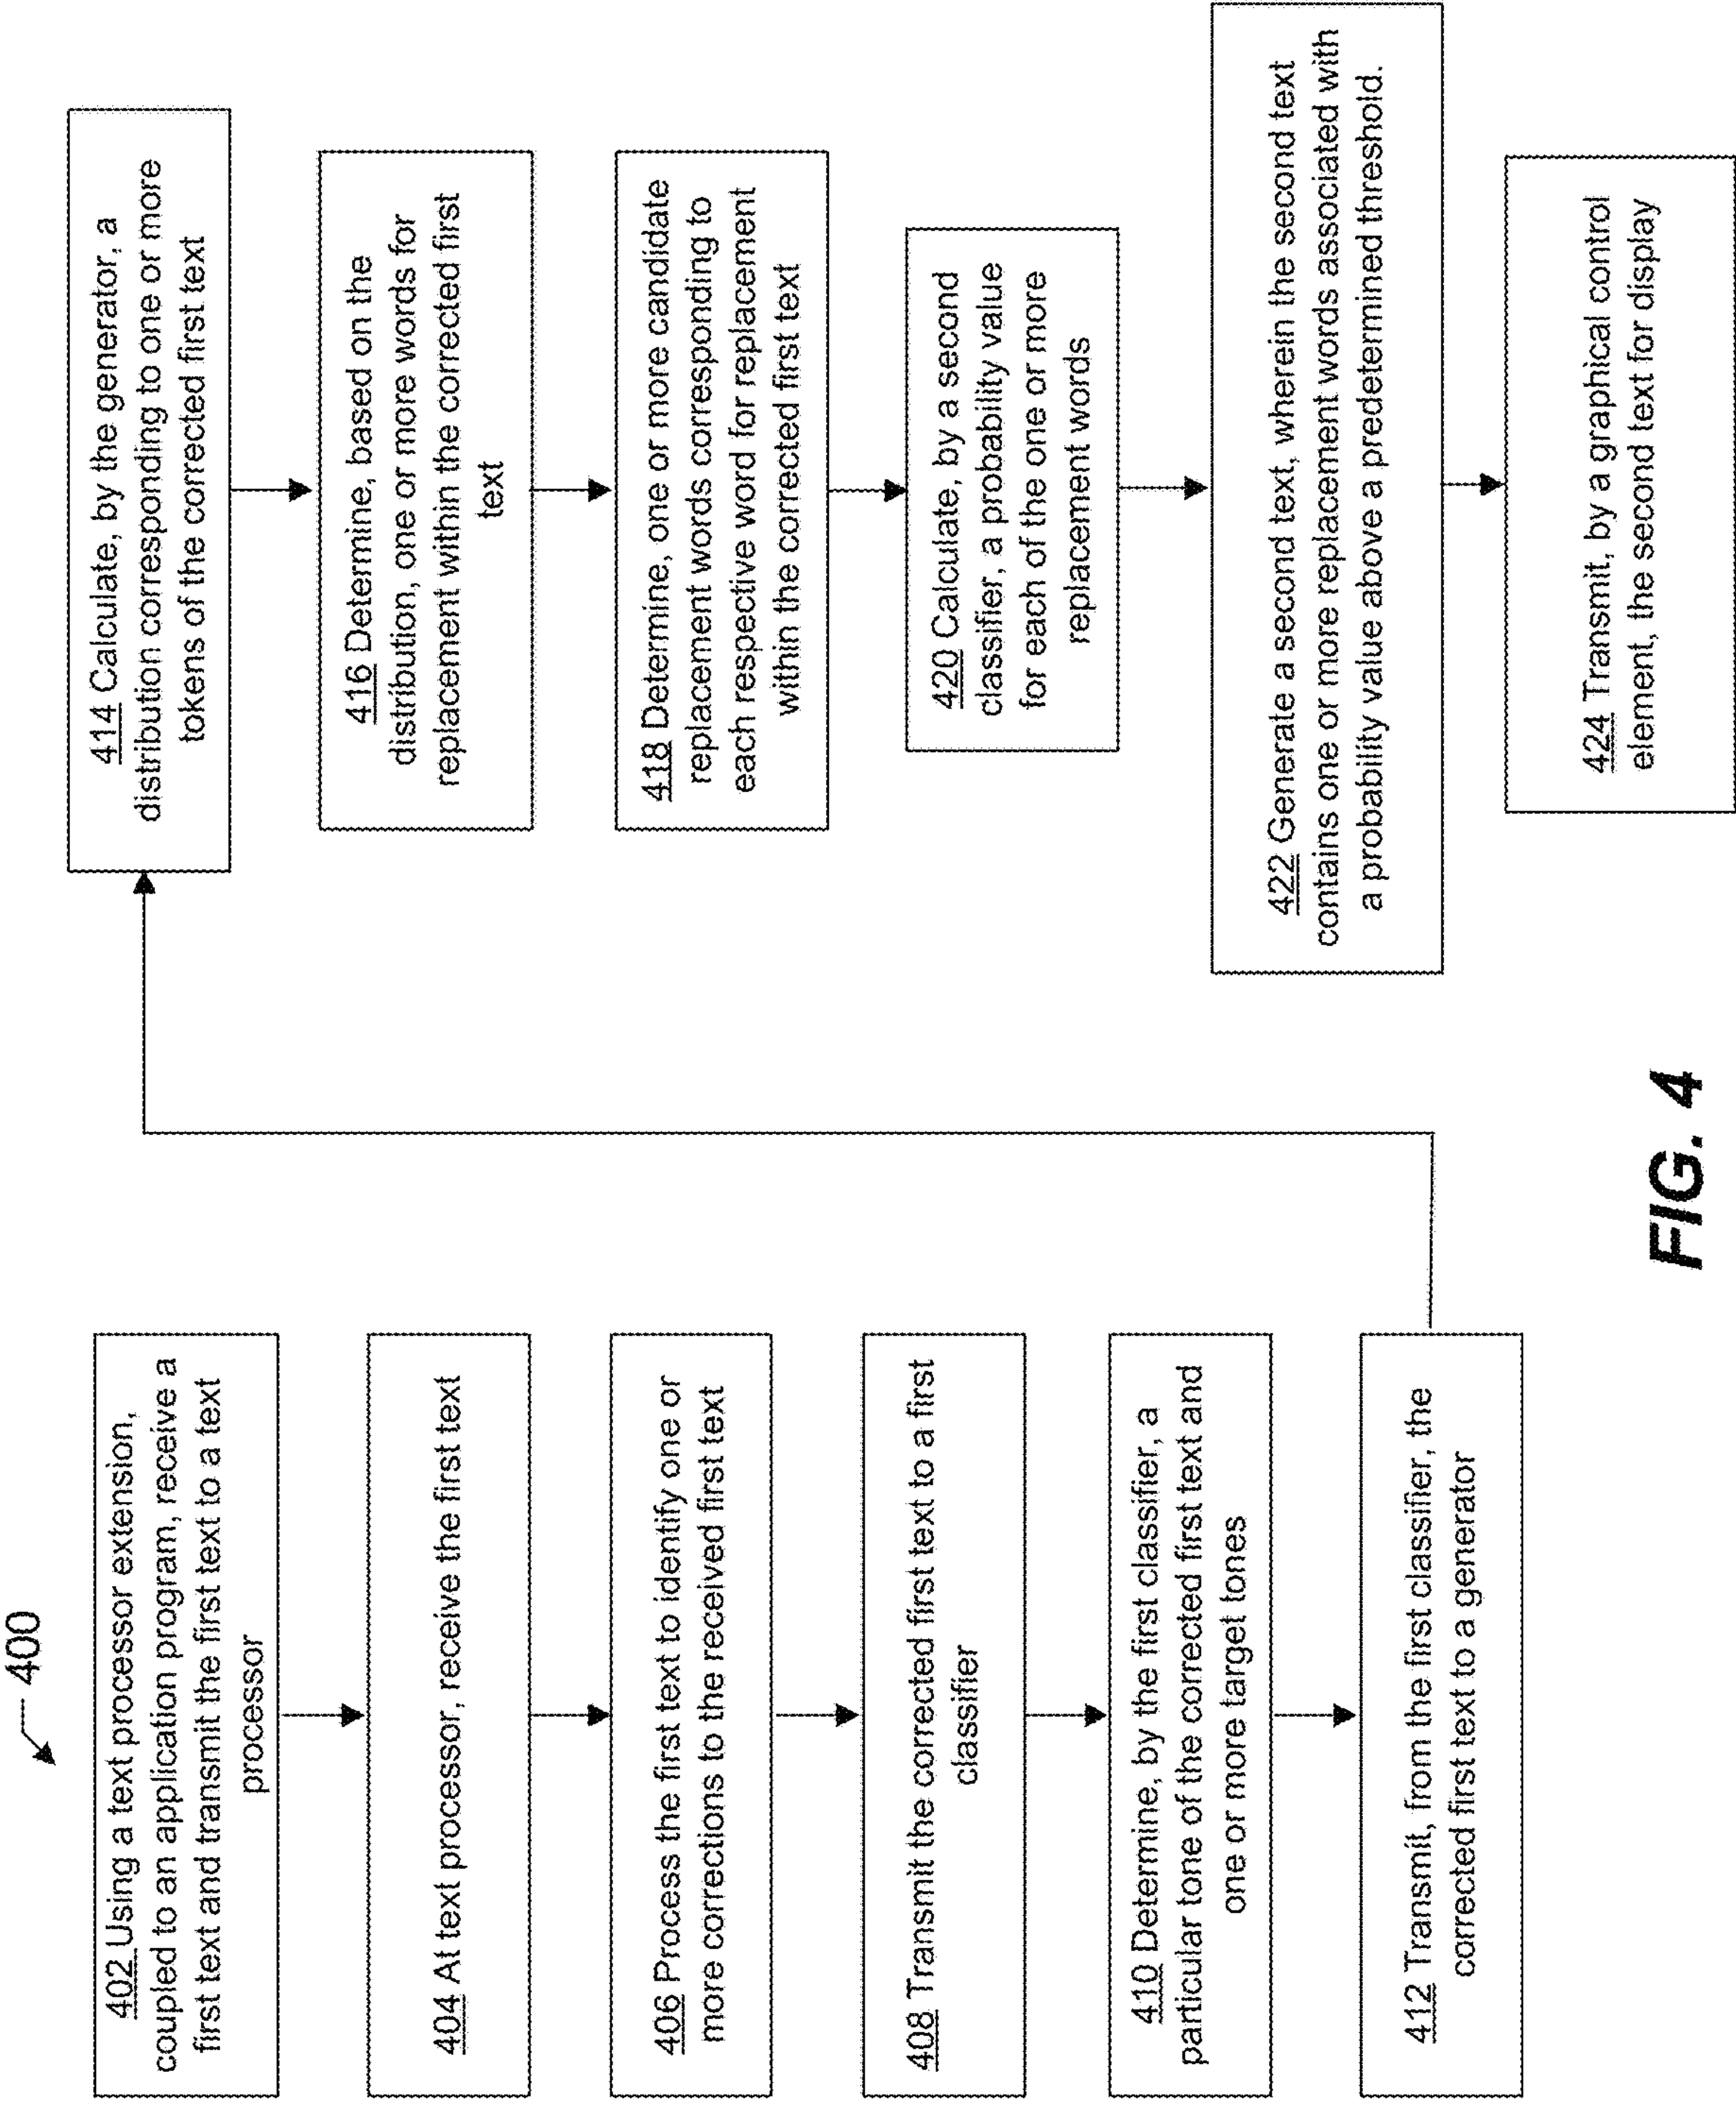 400
402 Using a text processor extension,
coupled to an application program, receive a
first text and transmit the first text to a text
processor
404 At text processor, receive the first text
406 Process the first text to identify one or
more corrections to the received first text
408 Transmit the corrected first text to a first
classifier
410 Determine, by the first classifier, a
particular tone of the corrected first text and
one or more target tones
412 Transmit, from the first classifier, the
corrected first text to a generator
414 Calculate, by the generator, a
distribution corresponding to one or more
tokens of the corrected first text
416 Determine, based on the
distribution, one or more words for
replacement within the corrected first
text
418 Determine, one or more candidate
replacement words corresponding to
each respective word for replacement
within the corrected first text
420 Calculate, by a second
classifier, a probability value
for each of the one or more
replacement words
422 Generate a second text, wherein the second text
contains one or more replacement words associated with
a probability value above a predetermined threshold.
424 Transmit, by a graphical control
element, the second text for display
FIG. 4